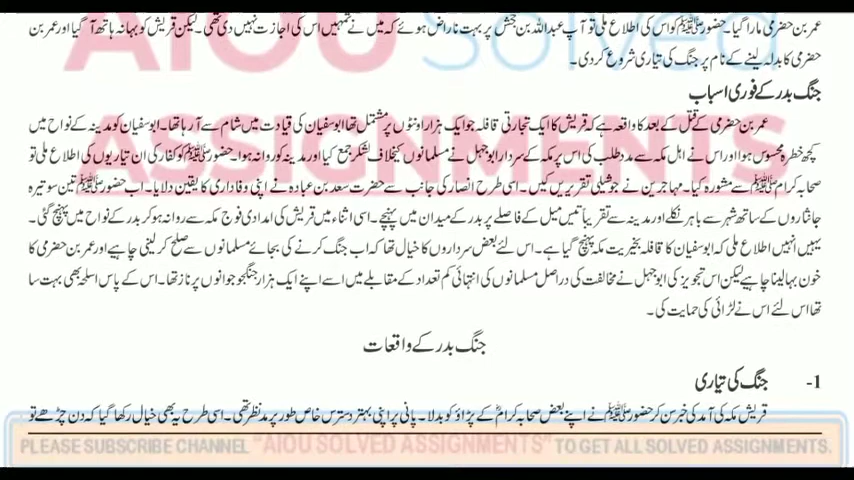 عمر بن حضرمی مارا گیا۔ حضورﷺ کو اس کی اطلاع ملی تو آپ عبداللہ بن جحش پر بہت ناراض ہوئے کہ میں نے تمہیں اس کی اجازت نہیں دی تھی۔ لیکن قریش کو بہانہ ہاتھ آ گیا اور عمر بن
حضرمی کا بدلہ لینے کے نام پر جنگ کی تیاری شروع کر دی۔
جنگ بدر کے فوری اسباب
عمر بن حضرمی کے قتل کے بعد کا واقعہ ہے کہ قریش کا ایک تجارتی قافلہ جو ایک ہزار اونٹوں پر مشتمل تھا ابوسفیان کی قیادت میں شام سے آ رہا تھا۔ ابوسفیان کو مدینہ کے نواح میں
کچھ خطرہ محسوس ہوا اور اس نے اہل مکہ سے مدد طلب کی اس پر مکہ کے سردار ابوجہل نے مسلمانوں کیخلاف لشکر جمع کیا اور مدینہ کو روانہ ہوا۔ حضورﷺ کو کفار کی ان تیاریوں کی اطلاع ملی تو
صحابہ کرامﷺ سے مشورہ کیا۔ مہاجرین نے جوشیلی تقریریں کیں۔ اسی طرح انصار کی جانب سے حضرت سعد بن عبادہ نے اپنی وفاداری کا یقین دلایا۔ اب حضورﷺ تین سو تیرہ
جانثاروں کے ساتھ شہر سے باہر نکلے اور مدینہ سے تقریباً تیس میل کے فاصلے پر بدر کے میدان میں پہنچے۔ اسی اثناء میں قریش کی امدادی فوج مکہ سے روانہ ہو کر بدر کے نواح میں پہنچ گئی۔
یہیں انہیں اطلاع ملی کہ ابوسفیان کا قافلہ بخیریت مکہ پہنچ گیا ہے۔ اس لئے بعض سرداروں کا خیال تھا کہ اب جنگ کرنے کی بجائے مسلمانوں سے صلح کر لینی چاہیے اور عمر بن حضرمی کا
خون بہا لینا چاہیے لیکن اس تجویز کی ابوجہل نے مخالفت کی دراصل مسلمانوں کی انتہائی کم تعداد کے مقابلے میں اسے اپنے ایک ہزار جنگجو جوانوں پر ناز تھا۔ اس کے پاس اسلحہ بھی بہت سا
تھا اس لئے اس نے لڑائی کی حمایت کی۔
جنگ بدر کے واقعات
1- جنگ کی تیاری
قریش مکہ کی آمد کی خبر سن کر حضورﷺ نے اپنے بعض صحابہ کرامؓ کے پڑاؤ کو بدلا۔ پانی پر اپنی بہتر دسترس خاص طور پر مدنظر تھی۔ اسی طرح یہ بھی خیال رکھا گیا کہ دن چڑھے تو
AIOU Solved
ASSIGNMENTS
PLEASE SUBSCRIBE CHANNEL "AIOU SOLVED ASSIGNMENTS" TO GET ALL SOLVED ASSIGNMENTS.